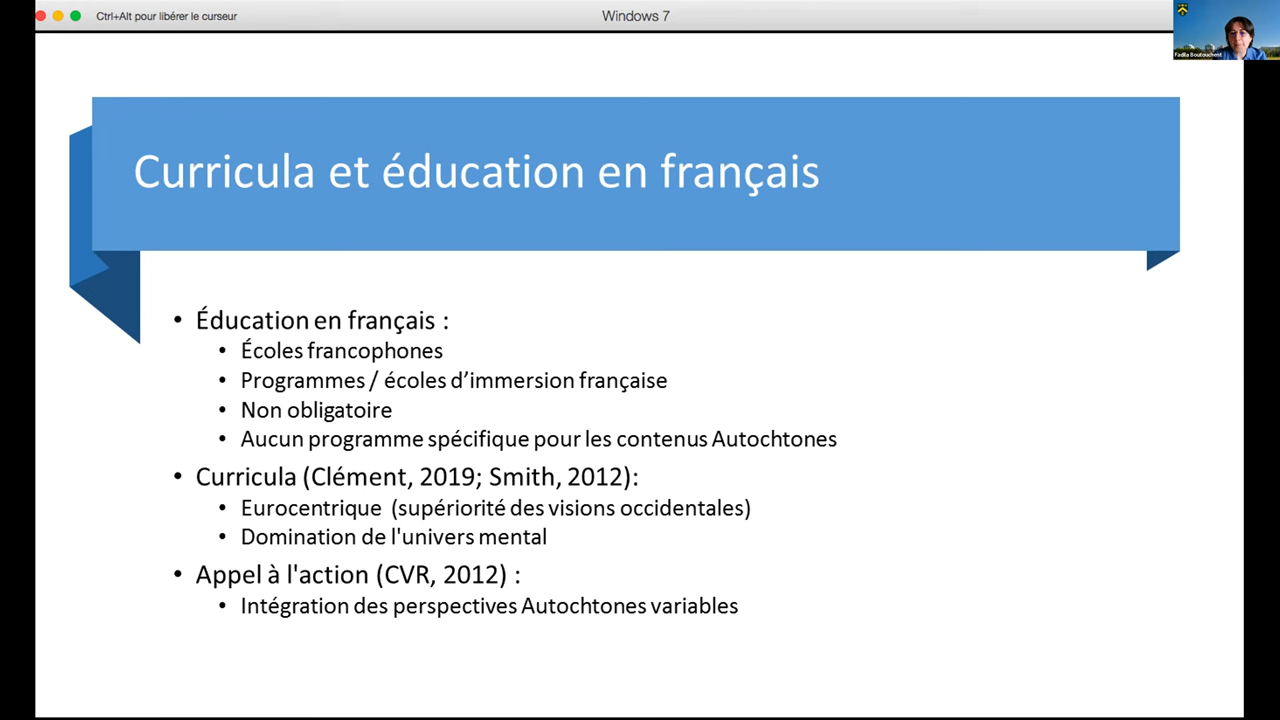 Ctrl+Alt pour libérer le curseur
Windows 7
Fadila Boutouchent
Curricula et éducation en français
• Éducation en français :
• Écoles francophones
• Programmes / écoles d’immersion française
• Non obligatoire
• Aucun programme spécifique pour les contenus Autochtones
• Curricula (Clément, 2019; Smith, 2012):
• Eurocentrique (supériorité des visions occidentales)
• Domination de l'univers mental
• Appel à l'action (CVR, 2012) :
• Intégration des perspectives Autochtones variables